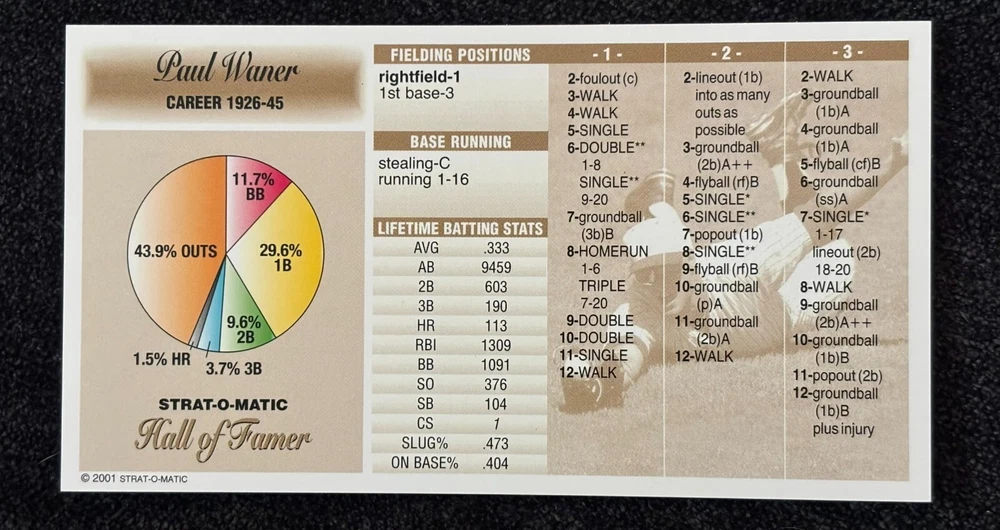 Paul Waner
CAREER 1926-45
11.7%
BB
43.9% OUTS
29.6%
1B
9.6%
2B
1.5% HR
3.7% 3B
STRAT-O-MATIC
Hall of Famer
© 2001 STRAT-O-MATIC
FIELDING POSITIONS
rightfield-1
1st base-3
BASE RUNNING
stealing-C
running 1-16
LIFETIME BATTING STATS
AVG .333
AB 9459
2B 603
3B 190
HR 113
RBI 1309
BB 1091
SO 376
SB 104
CS 1
SLUG% .473
ON BASE% .404
- 1 -
2-foulout (c)
3-WALK
4-WALK
5-SINGLE
6-DOUBLE**
1-8
SINGLE**
9-20
7-groundball
(3b)B
8-HOMERUN
1-6
TRIPLE
7-20
9-DOUBLE
10-DOUBLE
11-SINGLE
12-WALK
- 2 -
2-lineout (1b)
into as many
outs as
possible
3-groundball
(2b)A++
4-flyball (rf)B
5-SINGLE*
6-SINGLE**
7-popout (1b)
8-SINGLE**
9-flyball (rf)B
10-groundball
(p)A
11-groundball
(2b)A
12-WALK
- 3 -
2-WALK
3-groundball
(1b)A
4-groundball
(1b)A
5-flyball (cf)B
6-groundball
(ss)A
7-SINGLE*
1-17
lineout (2b)
18-20
8-WALK
9-groundball
(2b)A++
10-groundball
(1b)B
11-popout (2b)
12-groundball
(1b)B
plus injury